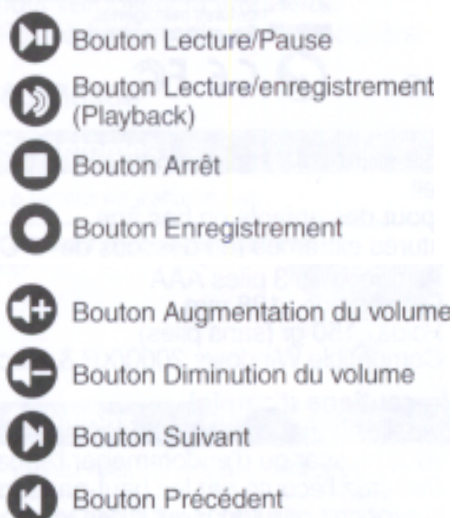 Bouton Lecture/Pause
Bouton Lecture/enregistrement
(Playback)
Bouton Arrêt
Bouton Enregistrement
Bouton Augmentation du volume
Bouton Diminution du volume
Bouton Suivant
Bouton Précédent